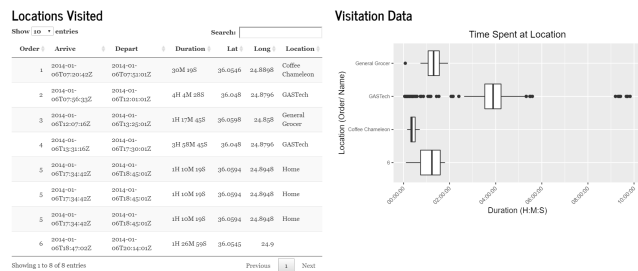 Locations Visited
Show 10 entries
Search:
Order Arrive Depart Duration Lat Long Location
1 2014-01-06T07:20:42Z 2014-01-06T07:51:01Z 30M 19S 36.0546 24.8898 Coffee Chameleon
2 2014-01-06T07:56:33Z 2014-01-06T12:01:01Z 4H 4M 28S 36.048 24.8796 GASTech
3 2014-01-06T12:07:16Z 2014-01-06T13:25:01Z 1H 17M 45S 36.0598 24.858 General Grocer
4 2014-01-06T13:31:16Z 2014-01-06T17:30:01Z 3H 58M 45S 36.048 24.8796 GASTech
5 2014-01-06T17:34:42Z 2014-01-06T18:45:01Z 1H 10M 19S 36.0594 24.8948 Home
5 2014-01-06T17:34:42Z 2014-01-06T18:45:01Z 1H 10M 19S 36.0594 24.8948 Home
5 2014-01-06T17:34:42Z 2014-01-06T18:45:01Z 1H 10M 19S 36.0594 24.8948 Home
6 2014-01-06T18:47:02Z 2014-01-06T20:14:01Z 1H 26M 59S 36.0545 24.9
Showing 1 to 8 of 8 entries
Previous 1 Next
Visitation Data
Time Spent at Location
Location (Order/ Name)
General Grocer
GASTech
Coffee Chameleon
6
00:00:00 02:00:00 04:00:00 06:00:00 08:00:00 10:00:00
Duration (H:M:S)